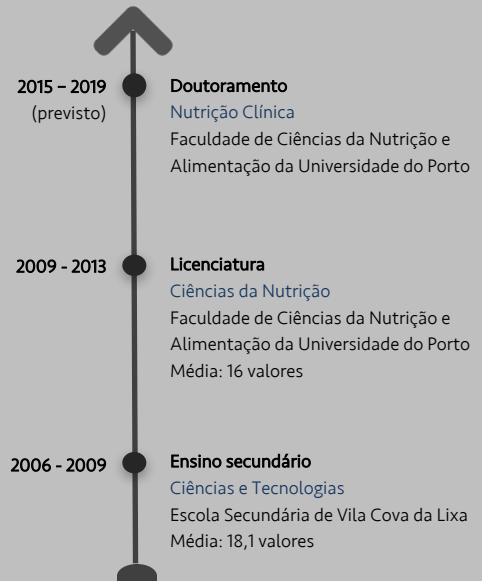 2015 – 2019
(previsto)
Doutoramento
Nutrição Clínica
Faculdade de Ciências da Nutrição e
Alimentação da Universidade do Porto
2009 - 2013
Licenciatura
Ciências da Nutrição
Faculdade de Ciências da Nutrição e
Alimentação da Universidade do Porto
Média: 16 valores
2006 - 2009
Ensino secundário
Ciências e Tecnologias
Escola Secundária de Vila Cova da Lixa
Média: 18,1 valores